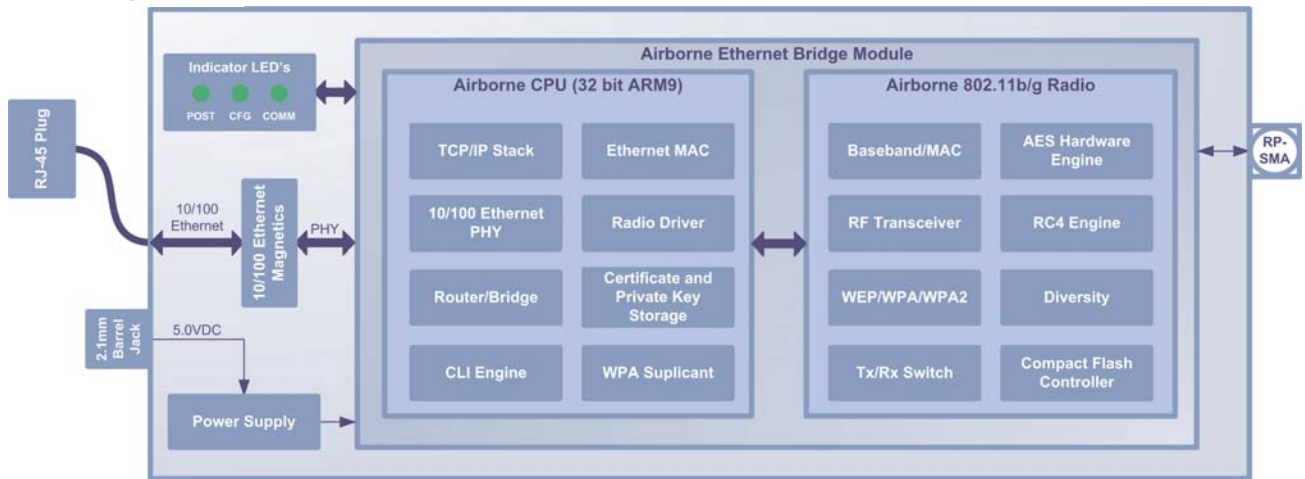 Airborne Ethernet Bridge Module
Indicator LED's
POST CFG COMM
RJ-45 Plug
10/100
Ethernet
10/100 Ethernet
Magnetics
PHY
2.1mm
Barrel
Jack
5.0VDC
Power Supply
Airborne CPU (32 bit ARM9)
TCP/IP Stack
Ethernet MAC
10/100 Ethernet
PHY
Radio Driver
Router/Bridge
Certificate and
Private Key
Storage
CLI Engine
WPA Suplicant
Airborne 802.11b/g Radio
Baseband/MAC
AES Hardware
Engine
RF Transceiver
RC4 Engine
WEP/WPA/WPA2
Diversity
Tx/Rx Switch
Compact Flash
Controller
RP-
SMA